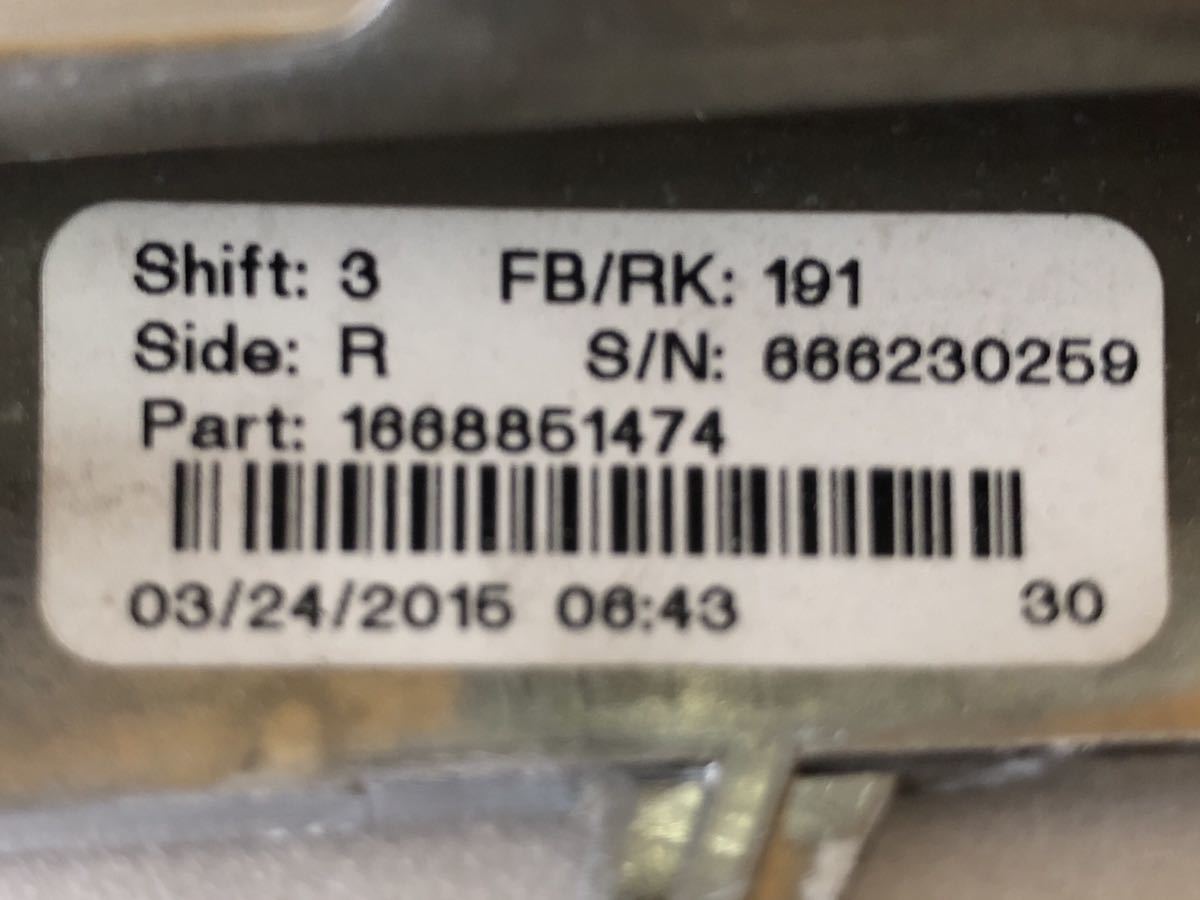 Shift: 3 FB/RK: 191
Side: R S/N: 666230259
Part: 1668851474
03/24/2015 06:43 30